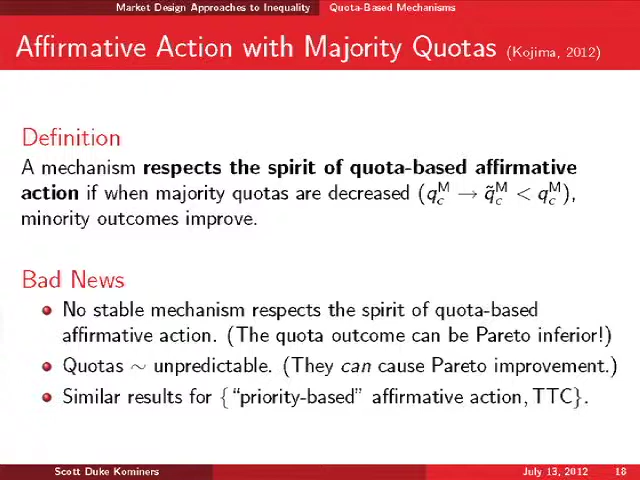 Market Design Approaches to Inequality Quota-Based Mechanisms
Affirmative Action with Majority Quotas (Kojima, 2012)
Definition
A mechanism respects the spirit of quota-based affirmative
action if when majority quotas are decreased (q_c^M → q̃_c^M < q_c^M),
minority outcomes improve.
Bad News
No stable mechanism respects the spirit of quota-based
affirmative action. (The quota outcome can be Pareto inferior!)
Quotas ∼ unpredictable. (They can cause Pareto improvement.)
Similar results for {“priority-based” affirmative action, TTC}.
Scott Duke Kominers July 13, 2012 18